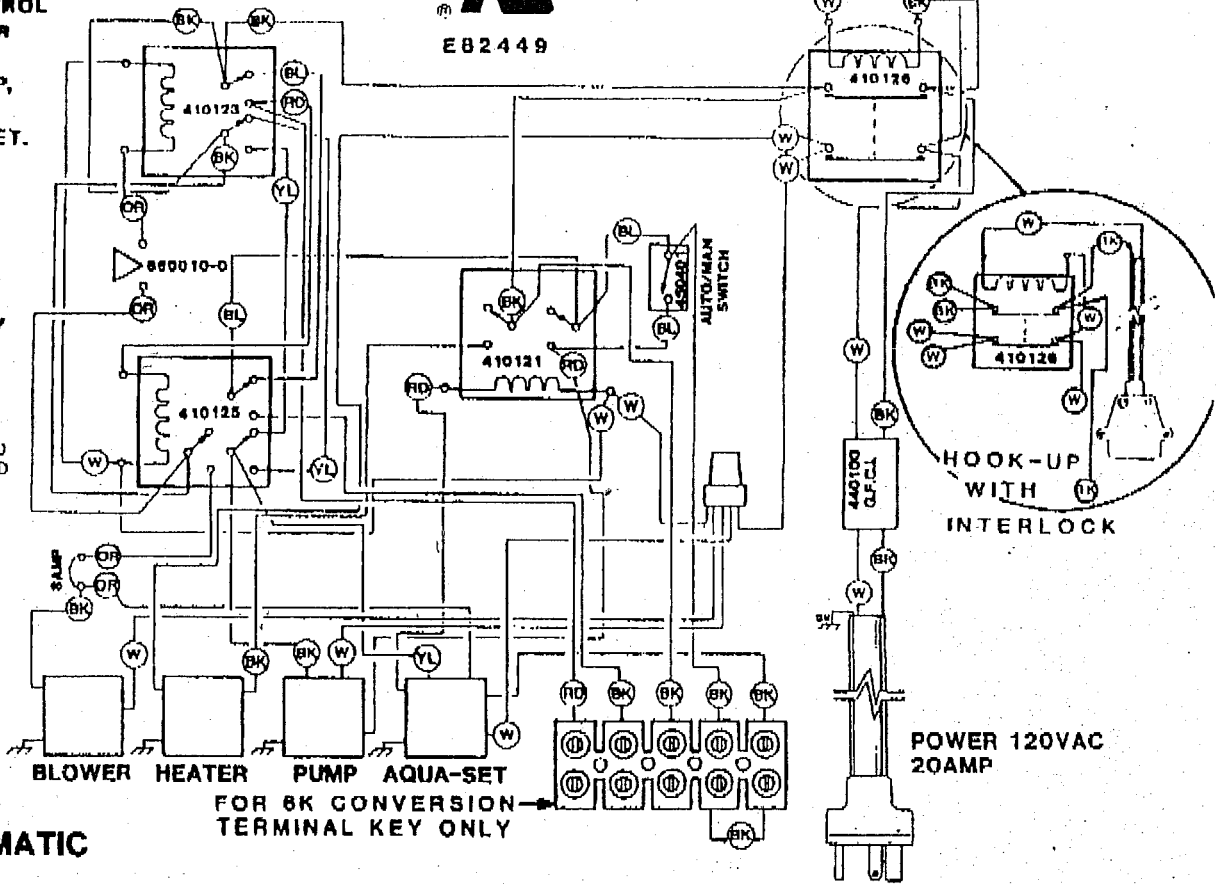 BK
BK
E82449
W
BK
410126
410123
BL
RD
W
W
BK
YL
OR
660010-0
OR
BL
BL
450401
AUTO/MAN SWITCH
BL
BK
410121
RD
RD
W
W
410125
W
YL
W
BK
BK
BK
W
W
W
W
410126
W
HOOK-UP
WITH
INTERLOCK
440100
G.F.C.I.
BK
W
8AMP
OR
OR
BK
W
BK
BK
W
YL
W
RD
BK
BK
BK
BK
BLOWER
HEATER
PUMP
AQUA-SET
POWER 120VAC
20AMP
FOR 6K CONVERSION
TERMINAL KEY ONLY
BK
MATIC